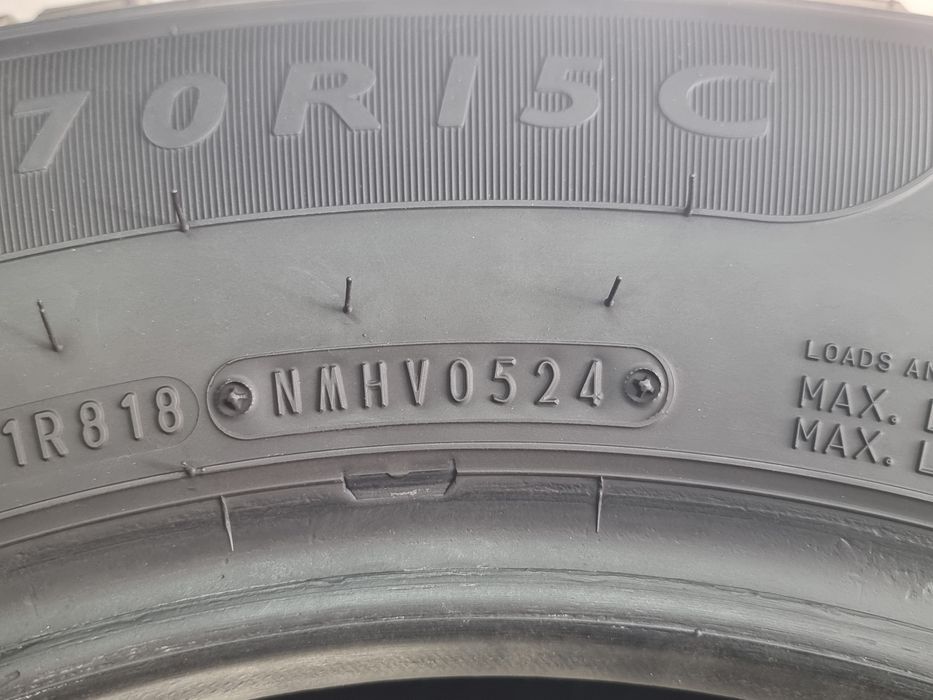 70R15C
LOADS
MAX.
MAX.
1R818
NMHV0524